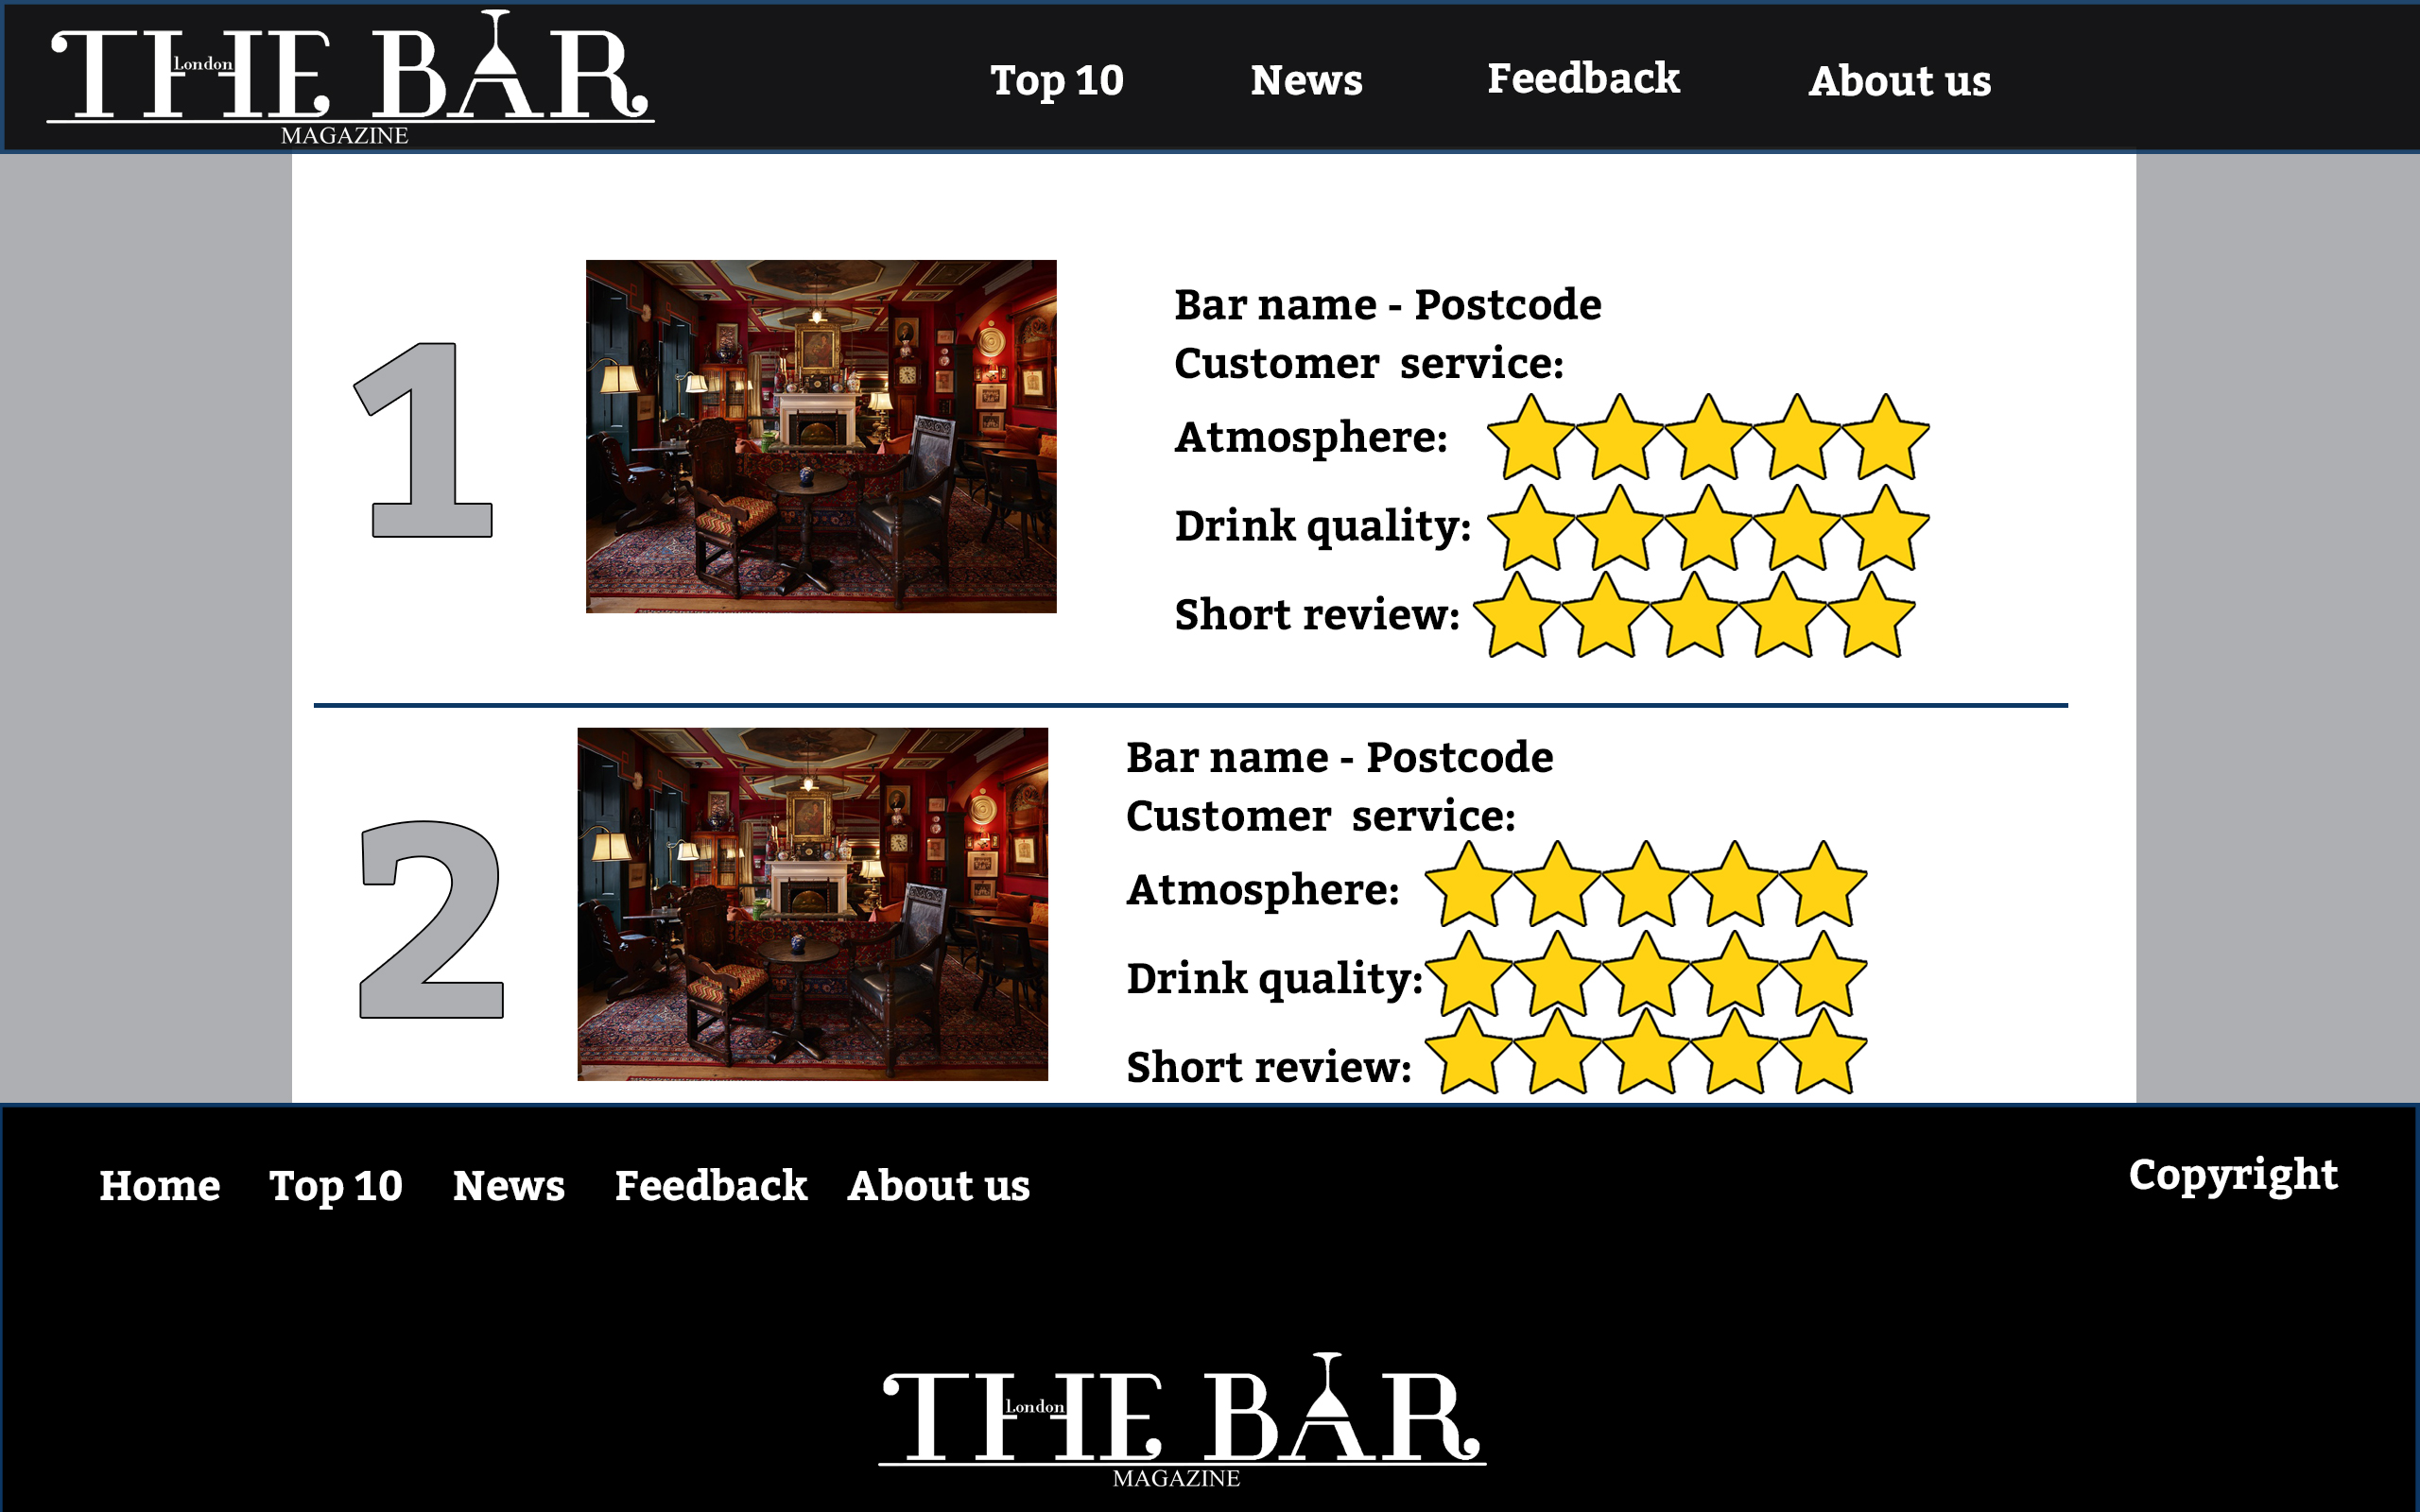 THE BAR
London
MAGAZINE
Top 10 News Feedback About us
1
Bar name - Postcode
Customer service:
Atmosphere:
Drink quality:
Short review:
2
Bar name - Postcode
Customer service:
Atmosphere:
Drink quality:
Short review:
Home Top 10 News Feedback About us
Copyright
THE BAR
London
MAGAZINE